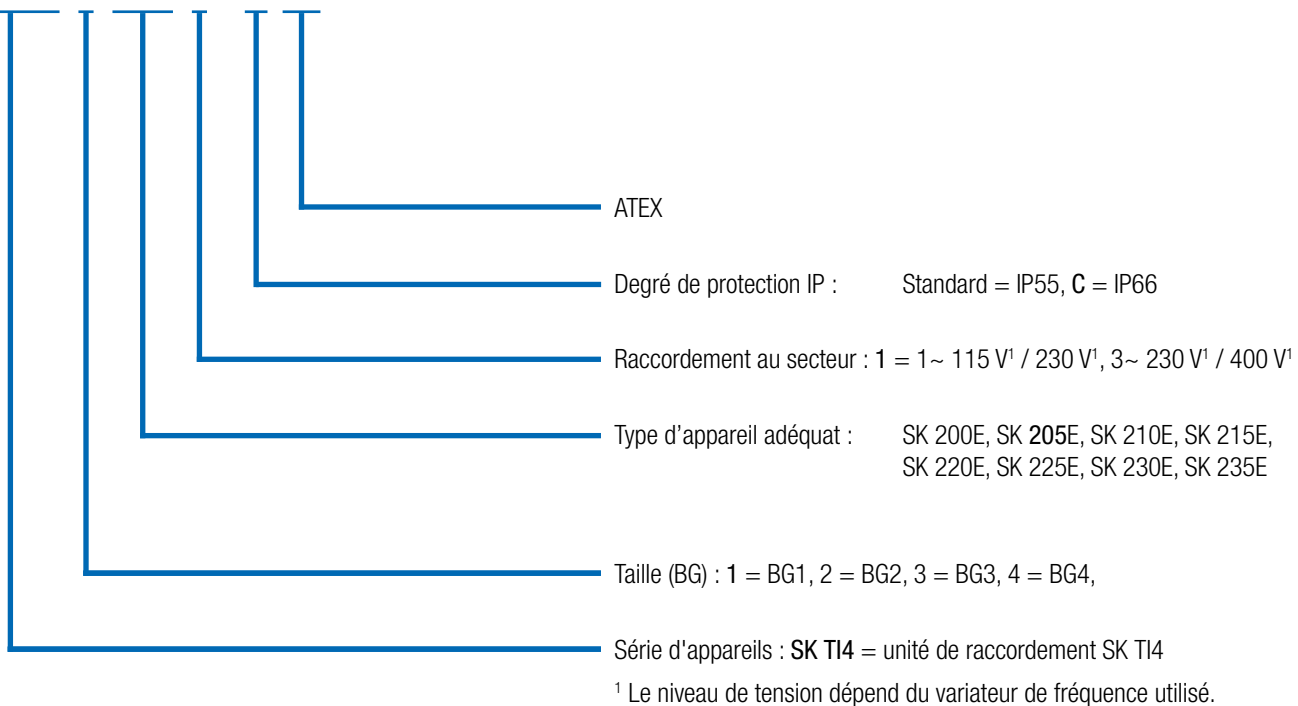 ATEX
Degré de protection IP : Standard = IP55, C = IP66
Raccordement au secteur : 1 = 1~ 115 V¹ / 230 V¹, 3~ 230 V¹ / 400 V¹
Type d’appareil adéquat : SK 200E, SK 205E, SK 210E, SK 215E,
SK 220E, SK 225E, SK 230E, SK 235E
Taille (BG) : 1 = BG1, 2 = BG2, 3 = BG3, 4 = BG4,
Série d'appareils : SK TI4 = unité de raccordement SK TI4
¹ Le niveau de tension dépend du variateur de fréquence utilisé.